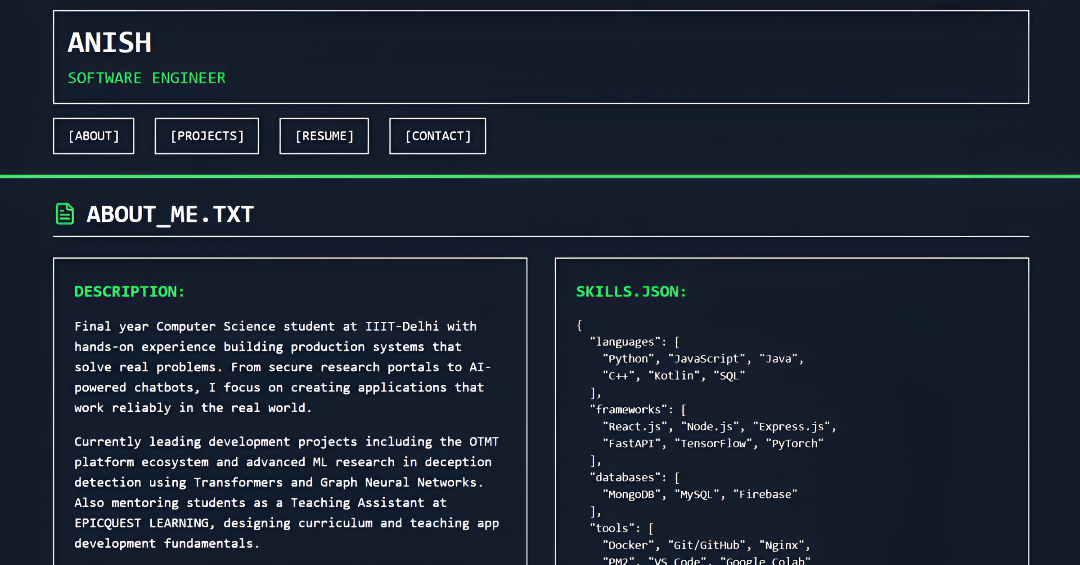 ANISH
SOFTWARE ENGINEER
[ABOUT] [PROJECTS] [RESUME] [CONTACT]
ABOUT_ME.TXT
DESCRIPTION:
Final year Computer Science student at IIIT-Delhi with
hands-on experience building production systems that
solve real problems. From secure research portals to AI-
powered chatbots, I focus on creating applications that
work reliably in the real world.
Currently leading development projects including the OTMT
platform ecosystem and advanced ML research in deception
detection using Transformers and Graph Neural Networks.
Also mentoring students as a Teaching Assistant at
EPICQUEST LEARNING, designing curriculum and teaching app
development fundamentals.
SKILLS.JSON:
{
"languages": [
"Python", "JavaScript", "Java",
"C++", "Kotlin", "SQL"
],
"frameworks": [
"React.js", "Node.js", "Express.js",
"FastAPI", "TensorFlow", "PyTorch"
],
"databases": [
"MongoDB", "MySQL", "Firebase"
],
"tools": [
"Docker", "Git/GitHub", "Nginx",
"PM2", "VS Code", "Google Colab"